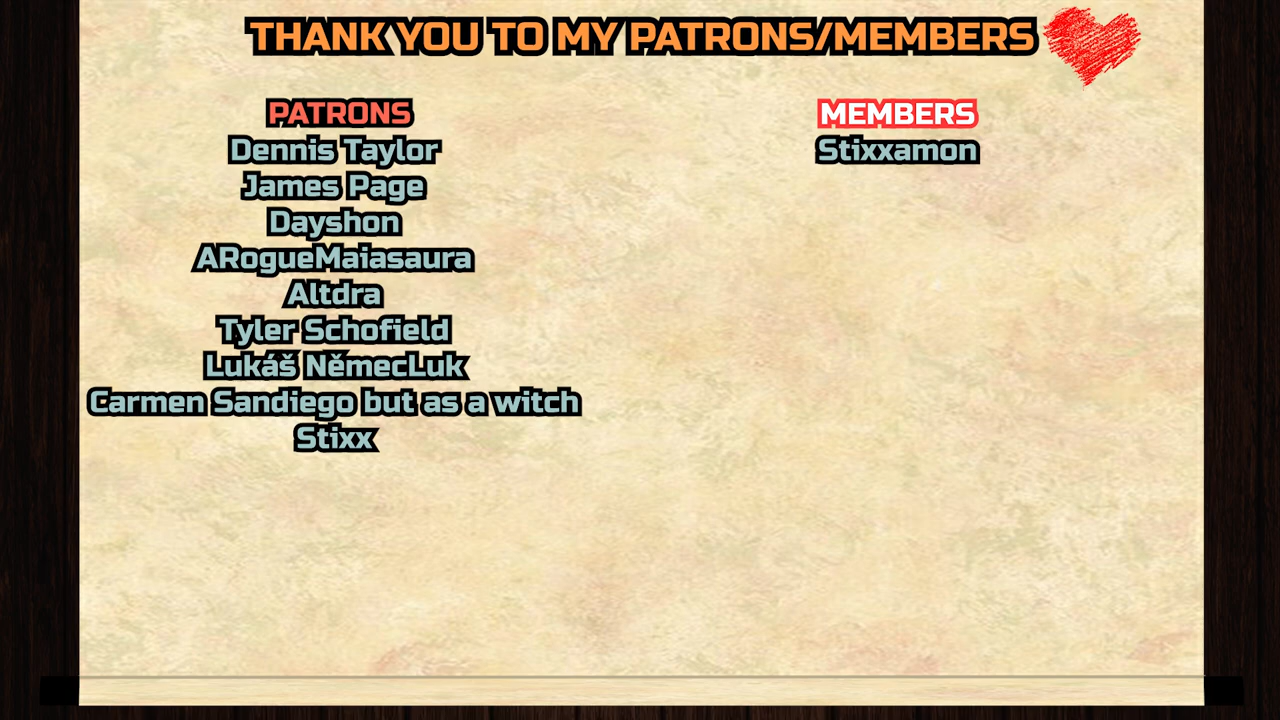 THANK YOU TO MY PATRONS/MEMBERS
PATRONS
Dennis Taylor
James Page
Dayshon
ARogueMaiasaura
Altdra
Tyler Schofield
Lukáš NěmecLuk
Carmen Sandiego but as a witch
Stixx
MEMBERS
Stixxamon